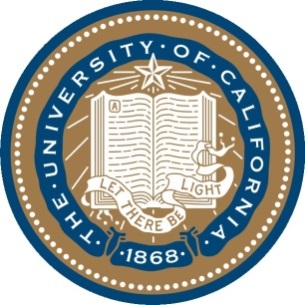 ·THE·UNIVERSITY·OF·CALIFORNIA·
A
LET THERE BE LIGHT
·1868·